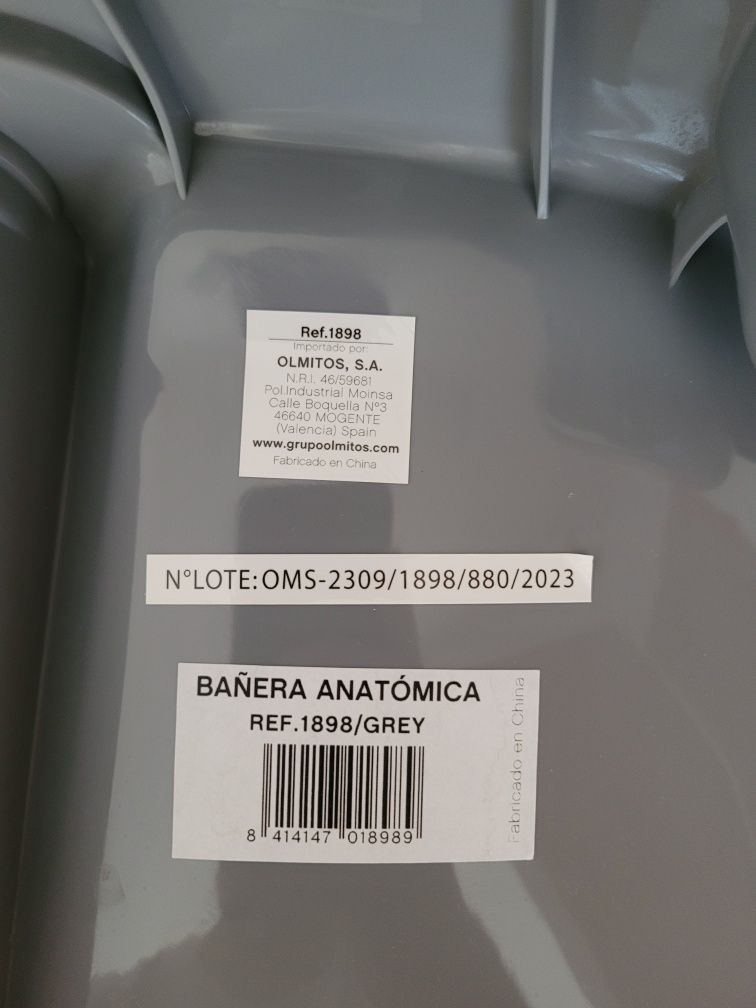 Ref.1898
Importado por:
OLMITOS, S.A.
N.R.I. 46/59681
Pol.Industrial Moinsa
Calle Boquella Nº3
46640 MOGENTE
(Valencia) Spain
www.grupoolmitos.com
Fabricado en China
N°LOTE:OMS-2309/1898/880/2023
BAÑERA ANATÓMICA
REF.1898/GREY
8 414147 018989
Fabricado en China